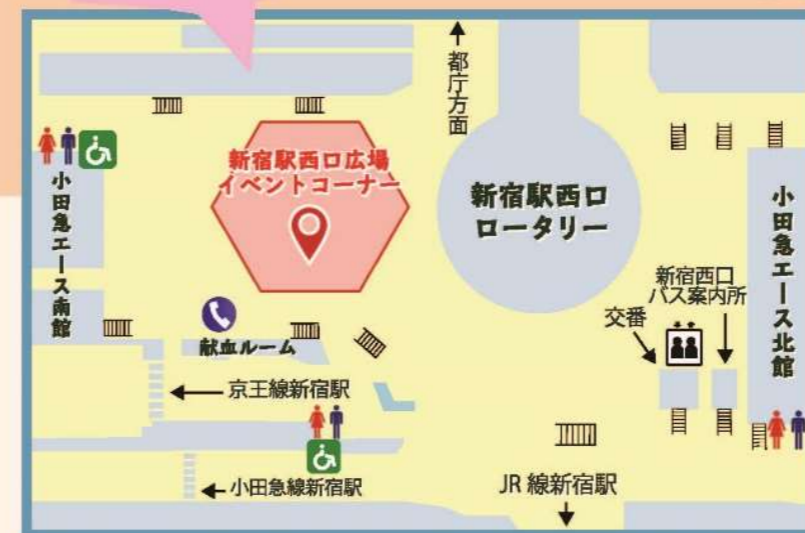 都庁方面
新宿駅西口広場
イベントコーナー
新宿駅西口
ロータリー
小田急エース南館
小田急エース北館
新宿西口
バス案内所
交番
献血ルーム
京王線新宿駅
小田急線新宿駅
JR線新宿駅